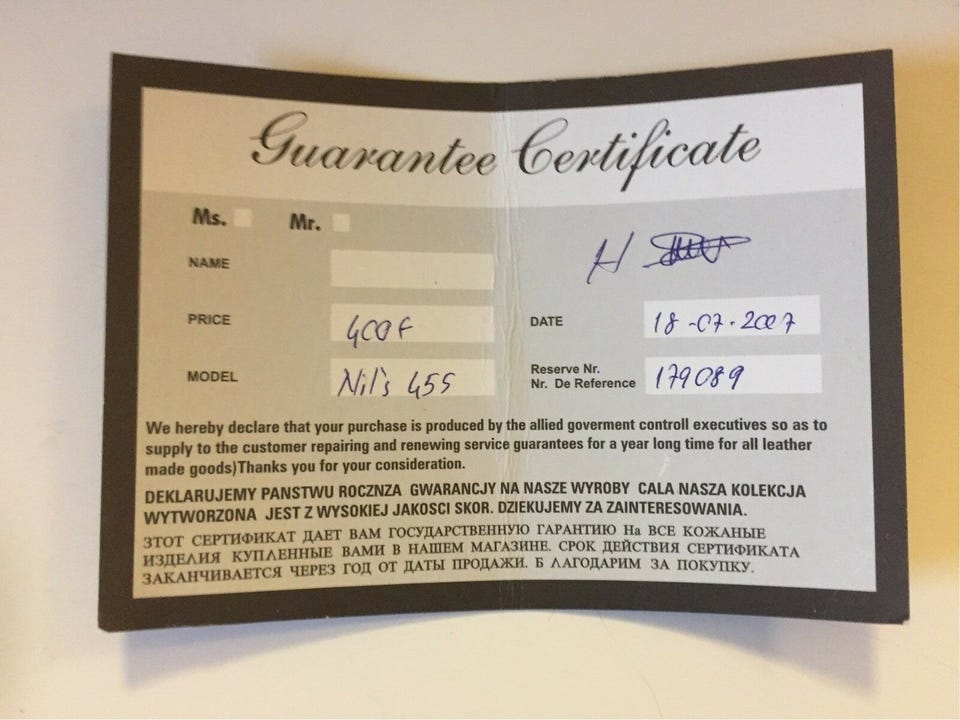 Guarantee Certificate
Ms. Mr.
NAME
PRICE 400 F
DATE 18-07-2007
MODEL Nil's 455
Reserve Nr.
Nr. De Reference 179089
We hereby declare that your purchase is produced by the allied goverment controll executives so as to
supply to the customer repairing and renewing service guarantees for a year long time for all leather
made goods)Thanks you for your consideration.
DEKLARUJEMY PANSTWU ROCZNZA GWARANCJY NA NASZE WYROBY CALA NASZA KOLEKCJA
WYTWORZONA JEST Z WYSOKIEJ JAKOSCI SKOR. DZIEKUJEMY ZA ZAINTERESOWANIA.
ЗТОТ СЕРТИФИКАТ ДАЕТ ВАМ ГОСУДАРСТВЕННУЮ ГАРАНТИЮ На ВСЕ КОЖАНЫЕ
ИЗДЕЛИЯ КУПЛЕННЫЕ ВАМИ В НАШЕМ МАГАЗИНЕ. СРОК ДЕЙСТВИЯ СЕРТИФИКАТА
ЗАКАНЧИВАЕТСЯ ЧЕРЕЗ ГОД ОТ ДАТЫ ПРОДАЖИ. Б ЛАГОДАРИМ ЗА ПОКУПКУ.